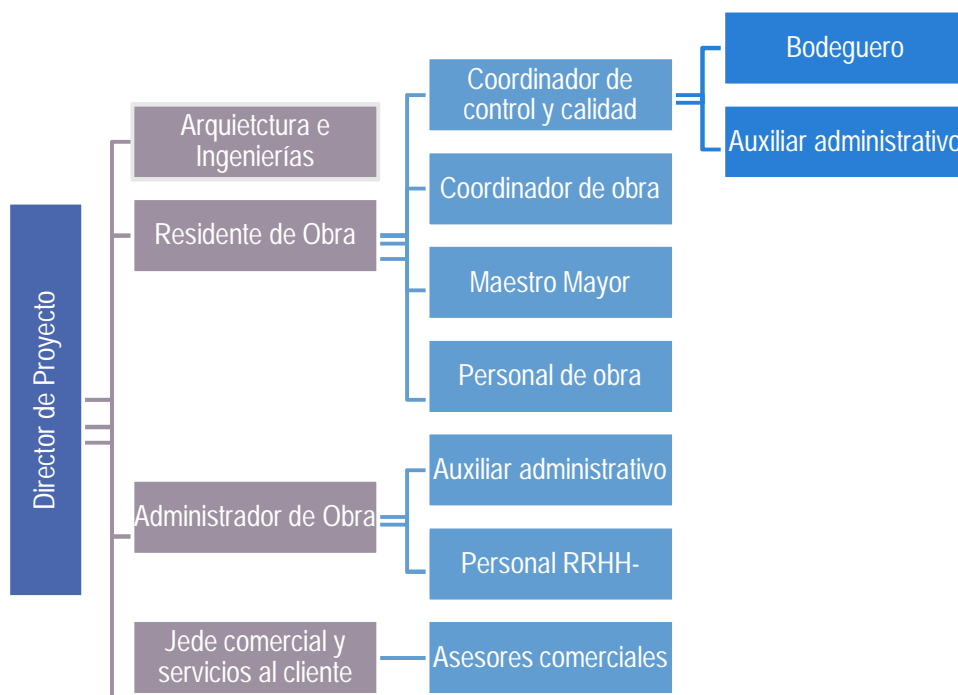 Director de Proyecto
Arquietctura e
Ingenierías
Residente de Obra
Coordinador de
control y calidad
Bodeguero
Auxiliar administrativo
Coordinador de obra
Maestro Mayor
Personal de obra
Administrador de Obra
Auxiliar administrativo
Personal RRHH-
Jede comercial y
servicios al cliente
Asesores comerciales